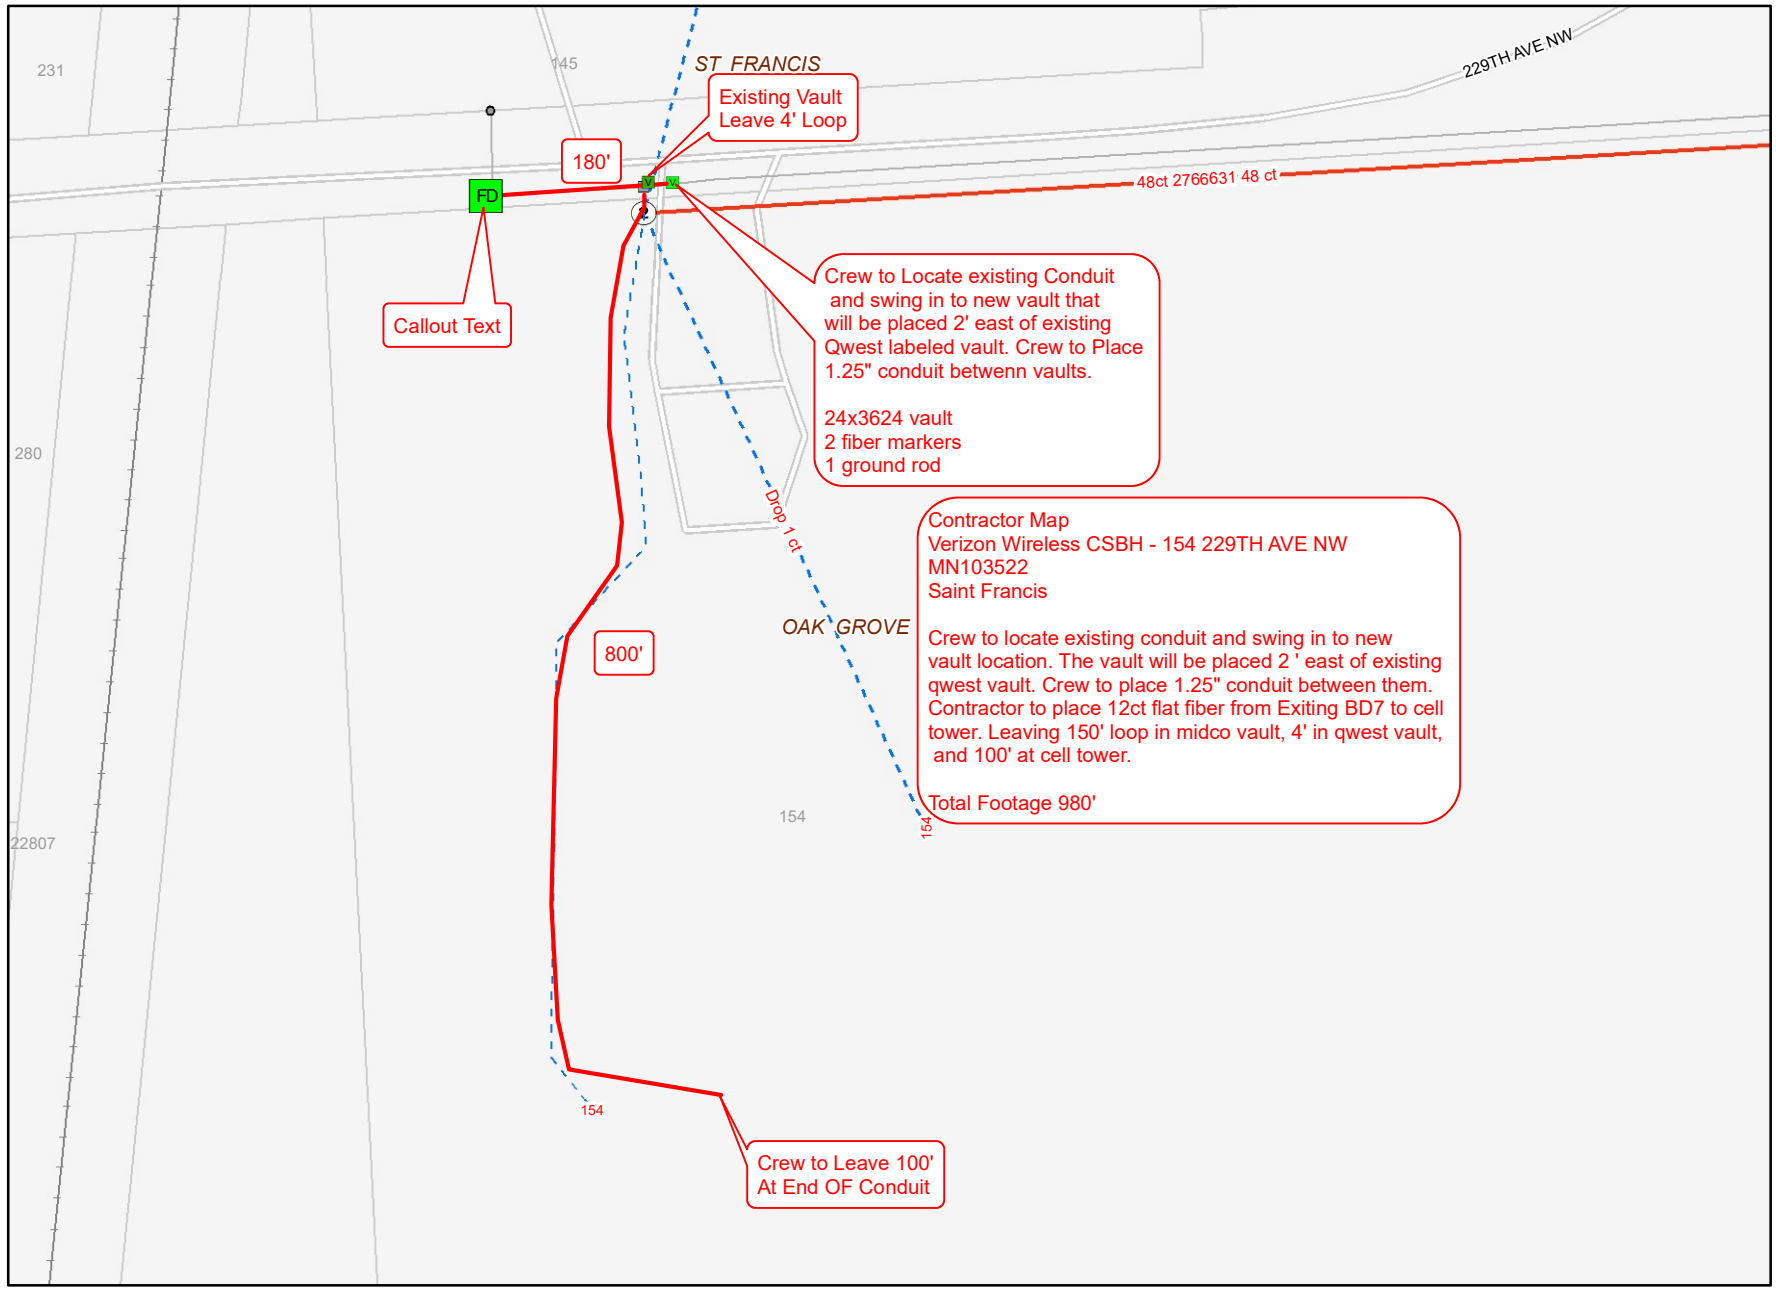 231
145
ST FRANCIS
229TH AVE NW
Existing Vault
Leave 4' Loop
180'
FD
V
V
2
48ct 2766631 48 ct
Callout Text
Crew to Locate existing Conduit
and swing in to new vault that
will be placed 2' east of existing
Qwest labeled vault. Crew to Place
1.25" conduit betwenn vaults.
24x3624 vault
2 fiber markers
1 ground rod
280
Drop 1 ct
Contractor Map
Verizon Wireless CSBH - 154 229TH AVE NW
MN103522
Saint Francis
Crew to locate existing conduit and swing in to new
vault location. The vault will be placed 2 ' east of existing
qwest vault. Crew to place 1.25" conduit between them.
Contractor to place 12ct flat fiber from Exiting BD7 to cell
tower. Leaving 150' loop in midco vault, 4' in qwest vault,
and 100' at cell tower.
Total Footage 980'
OAK GROVE
800'
154
154
22807
154
Crew to Leave 100'
At End OF Conduit